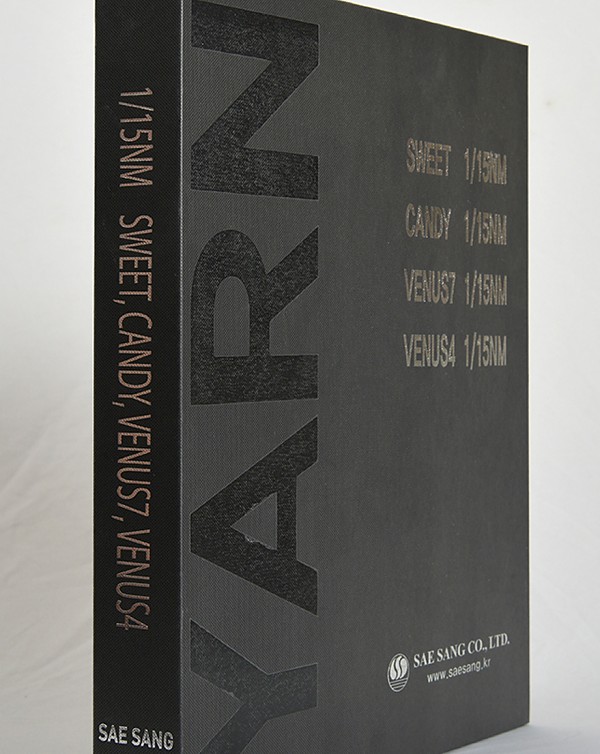 1/15NM SWEET, CANDY, VENUS7, VENUS4
SAE SANG
YARN
SWEET 1/15NM
CANDY 1/15NM
VENUS7 1/15NM
VENUS4 1/15NM
SAE SANG CO., LTD.
www.saesang.kr